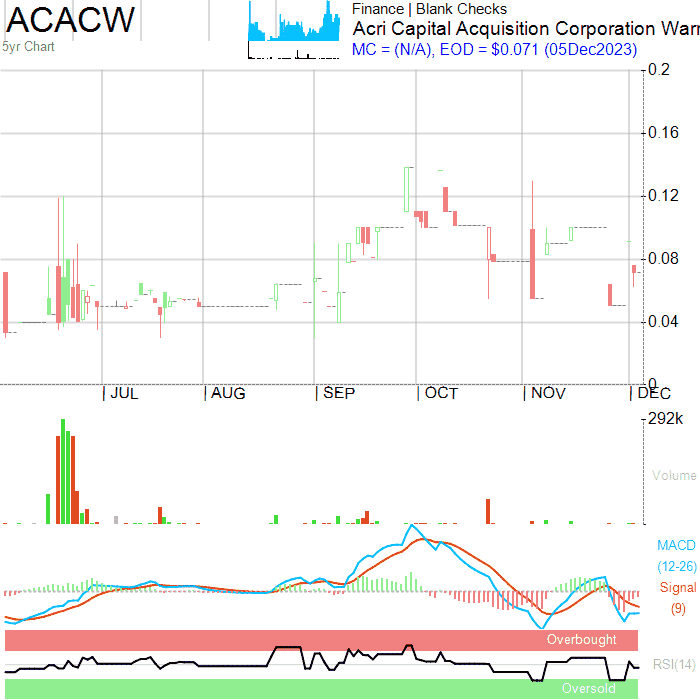 ACACW
5yr Chart
Finance | Blank Checks
Acri Capital Acquisition Corporation Warr
MC = (N/A), EOD = $0.071 (05Dec2023)
0.2
0.16
0.12
0.08
0.04
0
JUL AUG SEP OCT NOV DEC
292k
Volume
MACD
(12-26)
Signal
(9)
Overbought
RSI(14)
Oversold